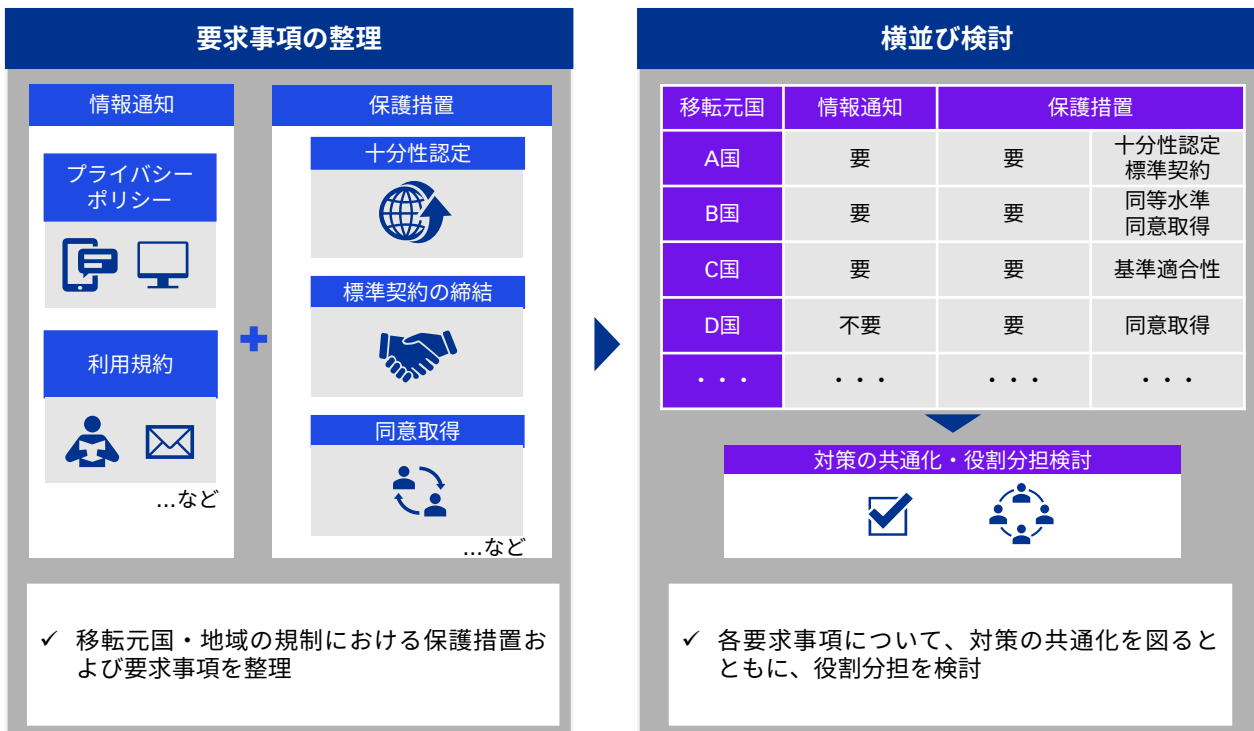 要求事項の整理
情報通知
プライバシー
ポリシー
利用規約
...など
保護措置
十分性認定
標準契約の締結
同意取得
...など
✓ 移転元国・地域の規制における保護措置お
よび要求事項を整理
横並び検討
移転元国 情報通知 保護措置
A国 要 要 十分性認定
標準契約
B国 要 要 同等水準
同意取得
C国 要 要 基準適合性
D国 不要 要 同意取得
・・・ ・・・ ・・・ ・・・
対策の共通化・役割分担検討
✓ 各要求事項について、対策の共通化を図ると
ともに、役割分担を検討